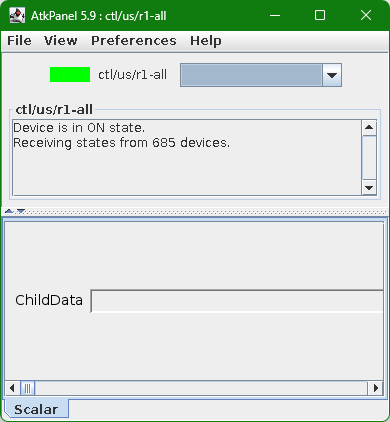 AtkPanel 5.9 : ctl/us/r1-all
File View Preferences Help
ctl/us/r1-all
ctl/us/r1-all
Device is in ON state.
Receiving states from 685 devices.
ChildData
Scalar